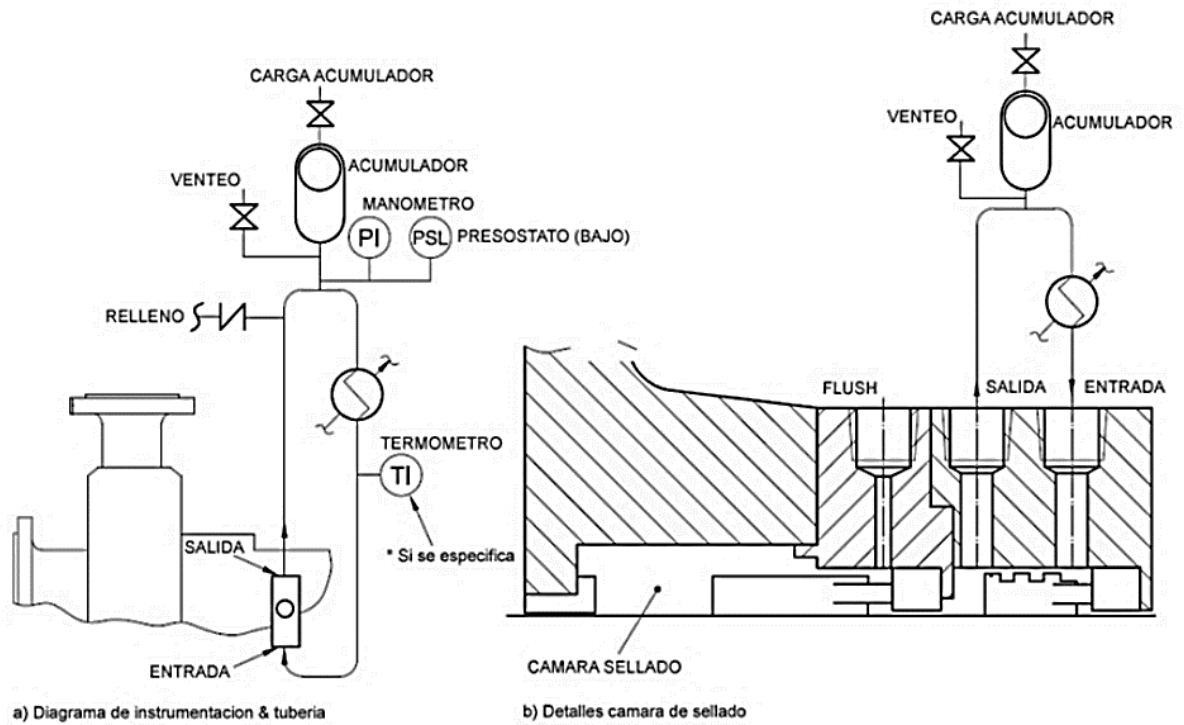 CARGA ACUMULADOR
ACUMULADOR
VENTEO
MANOMETRO
PI
PSL
PRESOSTATO (BAJO)
RELLENO
TERMOMETRO
TI
* Si se especifica
SALIDA
ENTRADA
a) Diagrama de instrumentacion & tuberia
CARGA ACUMULADOR
VENTEO
ACUMULADOR
FLUSH
SALIDA
ENTRADA
CAMARA SELLADO
b) Detalles camara de sellado